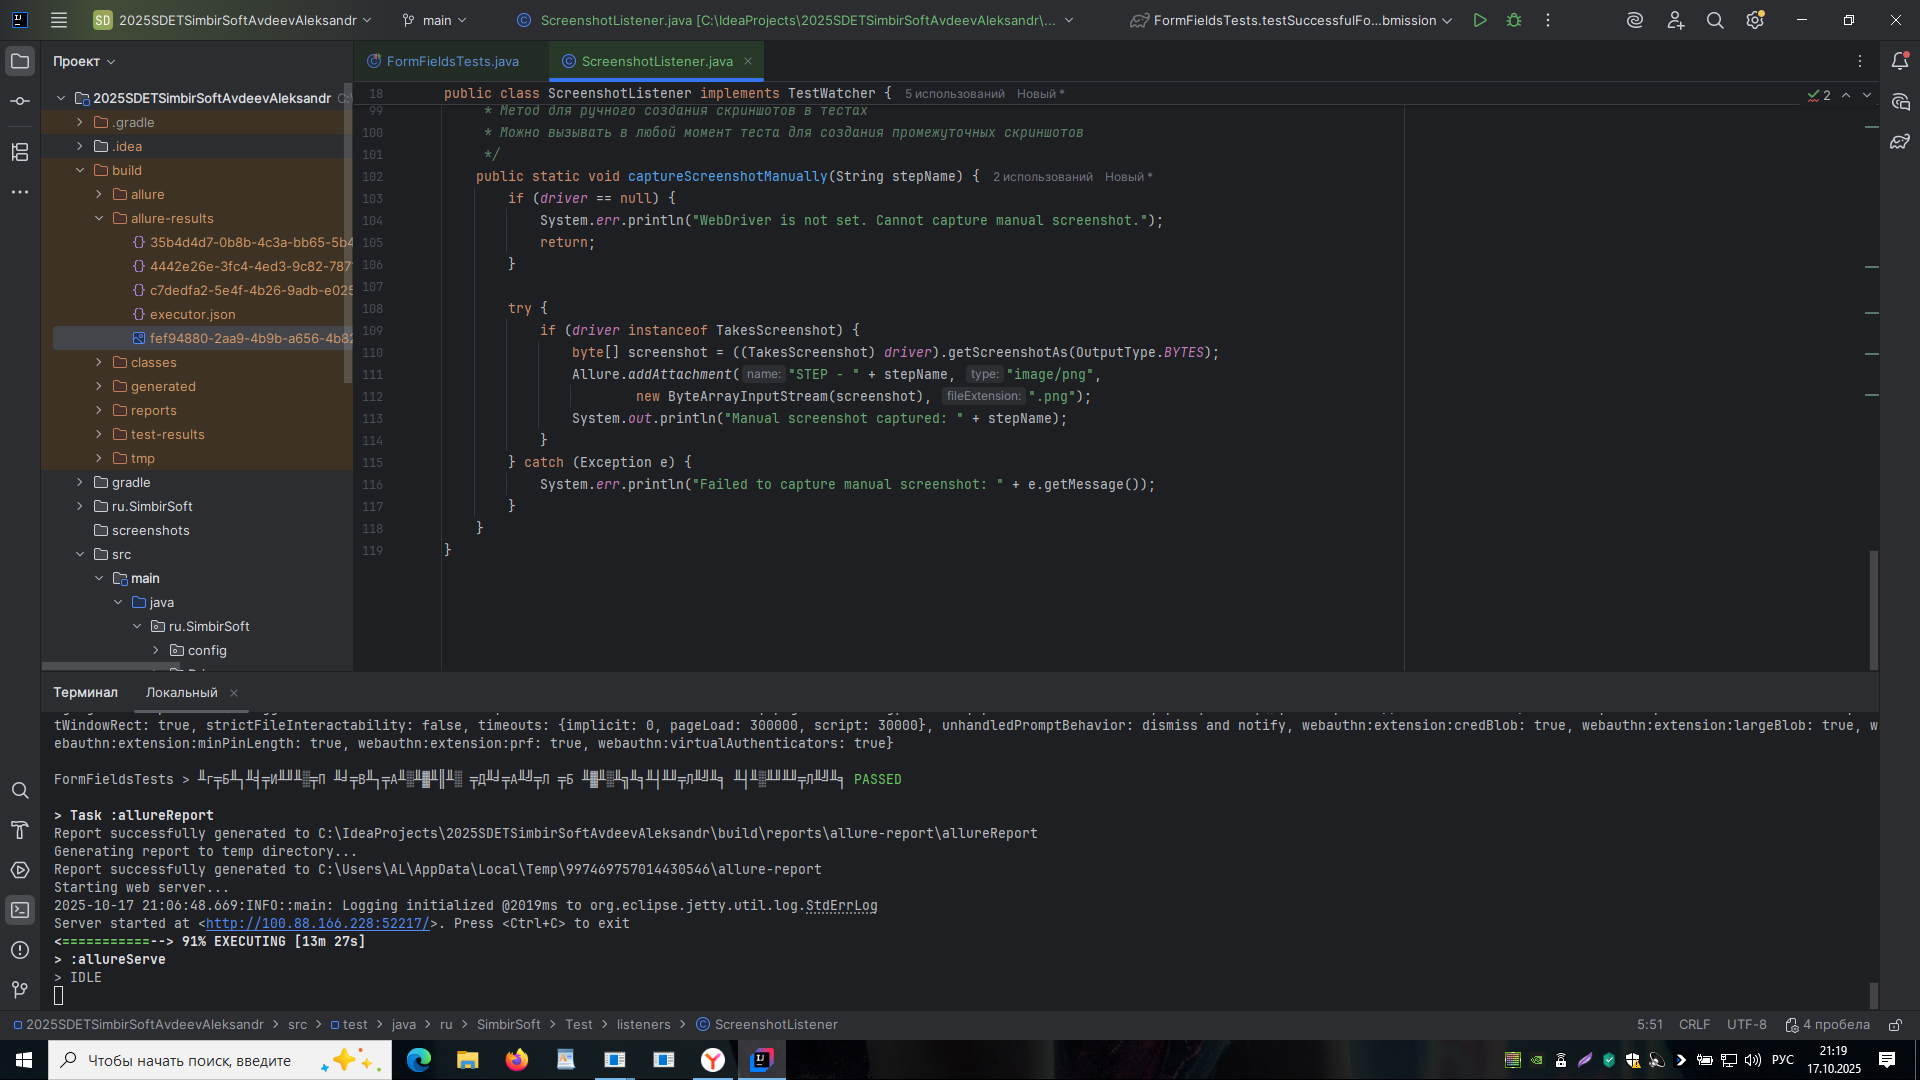 SD 2025SDETSimbirSoftAvdeevAleksandr main ScreenshotListener.java [C:\IdeaProjects\2025SDETSimbirSoftAvdeevAleksandr\... FormFieldsTests.testSuccessfulFo...bmission
Проект
FormFieldsTests.java ScreenshotListener.java
2025SDETSimbirSoftAvdeevAleksandr
.gradle
.idea
build
allure
allure-results
35b4d4d7-0b8b-4c3a-bb65-5b4
4442e26e-3fc4-4ed3-9c82-787
c7dedfa2-5e4f-4b26-9adb-e025
executor.json
fef94880-2aa9-4b9b-a656-4b82
classes
generated
reports
test-results
tmp
gradle
ru.SimbirSoft
screenshots
src
main
java
ru.SimbirSoft
config
18 public class ScreenshotListener implements TestWatcher { 5 использований Новый *
2
99 * Метод для ручного создания скриншотов в тестах
100 * Можно вызывать в любой момент теста для создания промежуточных скриншотов
101 */
102 public static void captureScreenshotManually(String stepName) { 2 использований Новый *
103 if (driver == null) {
104 System.err.println("WebDriver is not set. Cannot capture manual screenshot.");
105 return;
106 }
107
108 try {
109 if (driver instanceof TakesScreenshot) {
110 byte[] screenshot = ((TakesScreenshot) driver).getScreenshotAs(OutputType.BYTES);
111 Allure.addAttachment( name: "STEP - " + stepName, type: "image/png",
112 new ByteArrayInputStream(screenshot), fileExtension: ".png");
113 System.out.println("Manual screenshot captured: " + stepName);
114 }
115 } catch (Exception e) {
116 System.err.println("Failed to capture manual screenshot: " + e.getMessage());
117 }
118 }
119 }
Терминал Локальный
tWindowRect: true, strictFileInteractability: false, timeouts: {implicit: 0, pageLoad: 300000, script: 30000}, unhandledPromptBehavior: dismiss and notify, webauthn:extension:credBlob: true, webauthn:extension:largeBlob: true, w
ebauthn:extension:minPinLength: true, webauthn:extension:prf: true, webauthn:virtualAuthenticators: true}
FormFieldsTests > PASSED
> Task :allureReport
Report successfully generated to C:\IdeaProjects\2025SDETSimbirSoftAvdeevAleksandr\build\reports\allure-report\allureReport
Generating report to temp directory...
Report successfully generated to C:\Users\AL\AppData\Local\Temp\997469757014430546\allure-report
Starting web server...
2025-10-17 21:06:48.669:INFO::main: Logging initialized @2019ms to org.eclipse.jetty.util.log.StdErrLog
Server started at <http://100.88.166.228:52217/>. Press <Ctrl+C> to exit
<===========--> 91% EXECUTING [13m 27s]
> :allureServe
> IDLE
2025SDETSimbirSoftAvdeevAleksandr > src > test > java > ru > SimbirSoft > Test > listeners > ScreenshotListener 5:51 CRLF UTF-8 4 пробела
Чтобы начать поиск, введите
РУС
21:19
17.10.2025